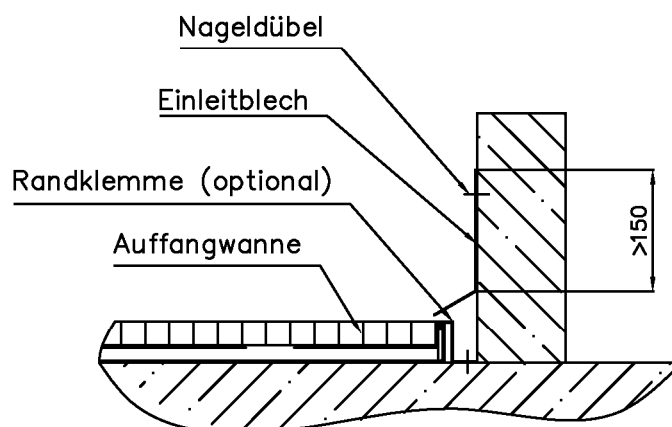 Nageldübel
Einleitblech
Randklemme (optional)
Auffangwanne
>150